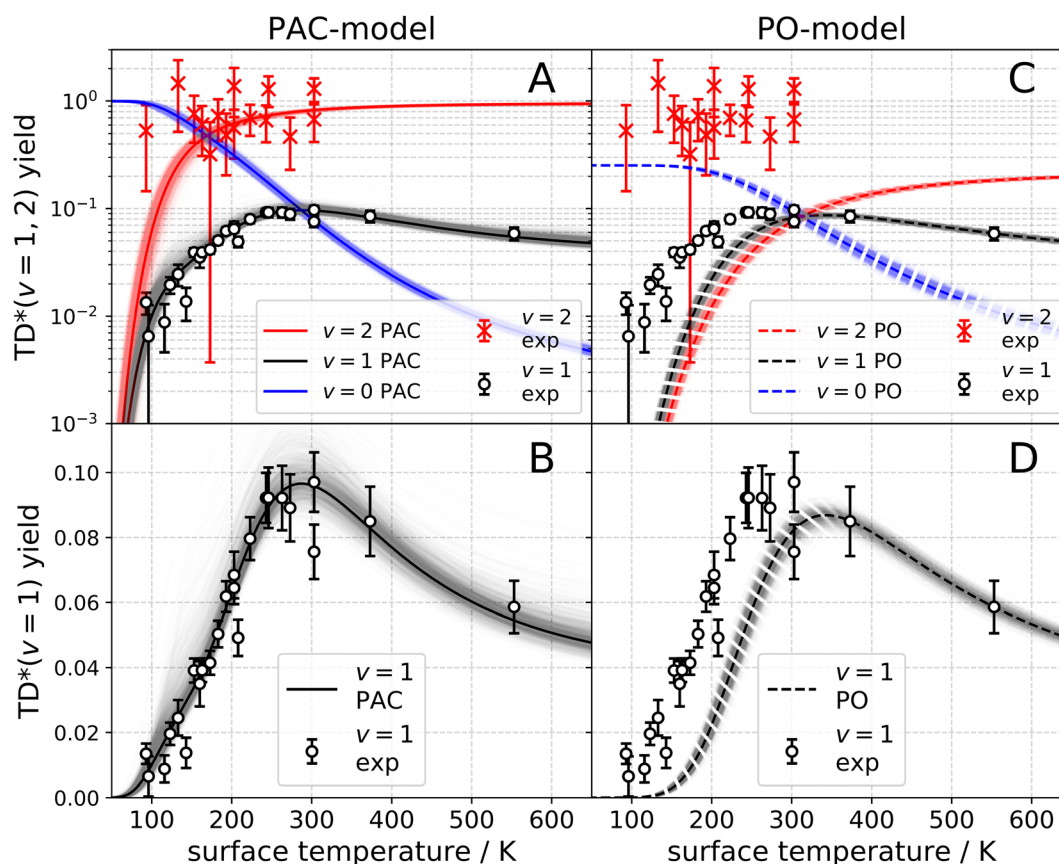 PAC-model
PO-model
TD*(v = 1, 2) yield
10⁰
10⁻¹
10⁻²
10⁻³
A
v = 2 PAC
v = 1 PAC
v = 0 PAC
v = 2
exp
v = 1
exp
C
v = 2 PO
v = 1 PO
v = 0 PO
v = 2
exp
v = 1
exp
TD*(v = 1) yield
0.10
0.08
0.06
0.04
0.02
0.00
B
v = 1
PAC
v = 1
exp
D
v = 1
PO
v = 1
exp
100 200 300 400 500 600
100 200 300 400 500 600
surface temperature / K
surface temperature / K